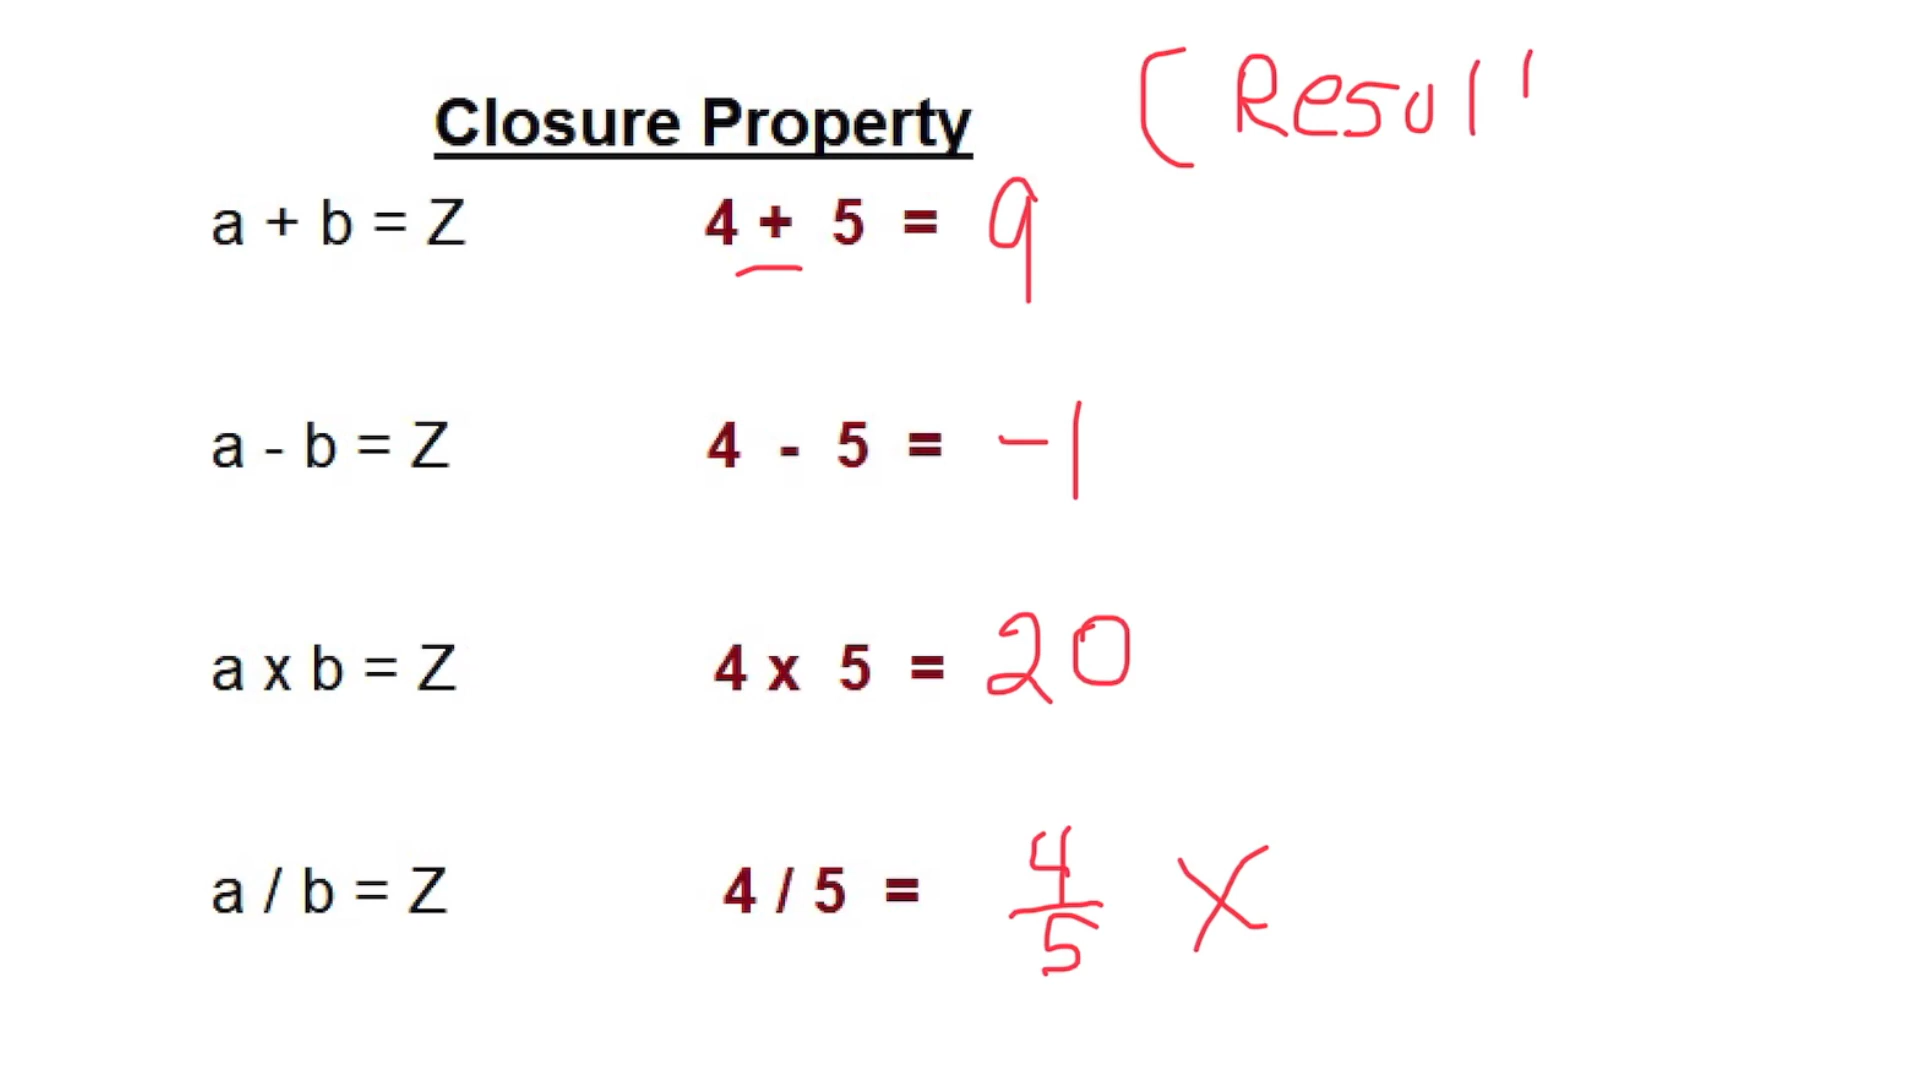 Closure Property ( Resul
a + b = Z 4 + 5 = 9
a - b = Z 4 - 5 = -1
a x b = Z 4 x 5 = 20
a / b = Z 4 / 5 = 4/5 X